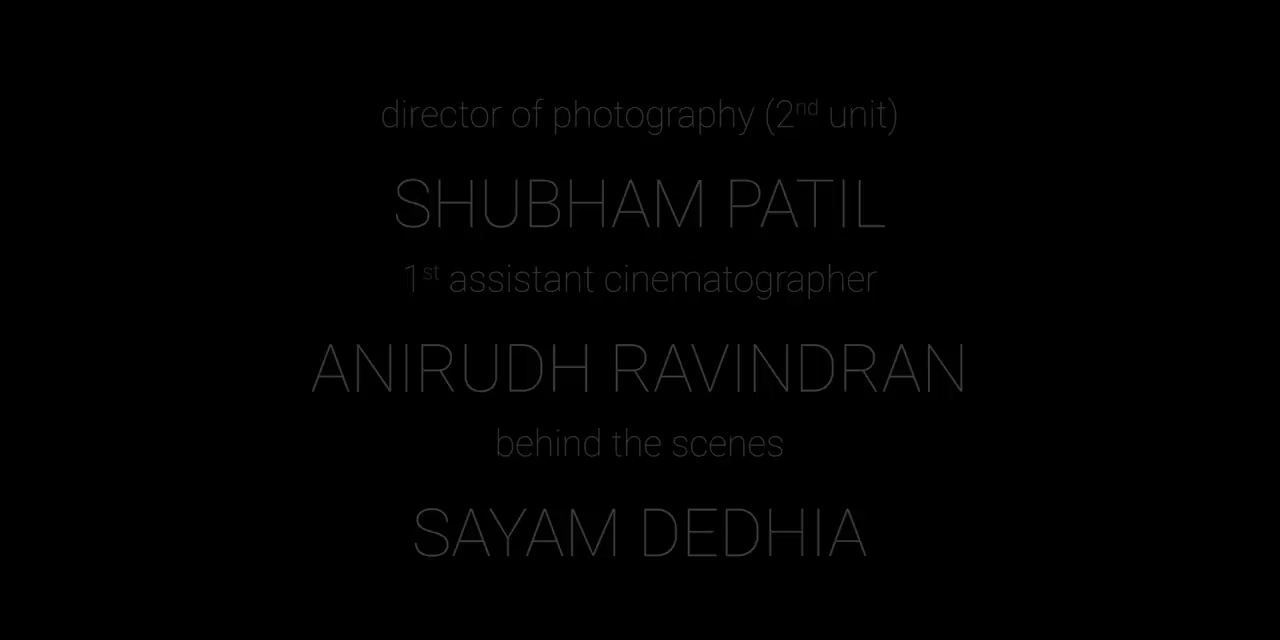 director of photography (2nd unit)
SHUBHAM PATIL
1st assistant cinematographer
ANIRUDH RAVINDRAN
behind the scenes
SAYAM DEDHIA